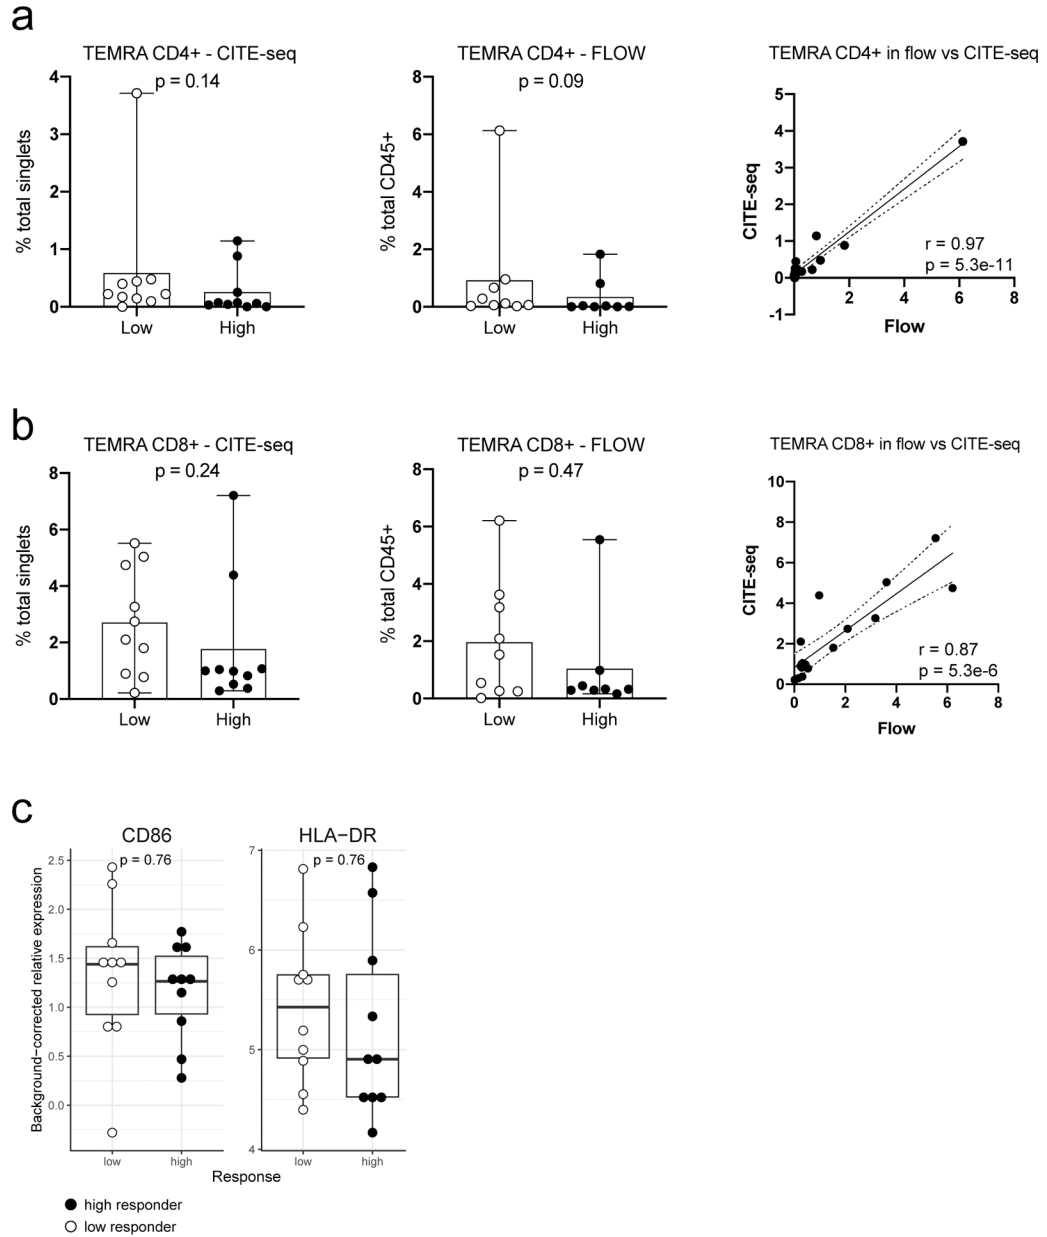 a
TEMRA CD4+ - CITE-seq
p = 0.14
% total singlets
4
3
2
1
0
Low
High
TEMRA CD4+ - FLOW
p = 0.09
% total CD45+
8
6
4
2
0
Low
High
TEMRA CD4+ in flow vs CITE-seq
CITE-seq
5
4
3
2
1
0
-1
2
4
6
8
r = 0.97
p = 5.3e-11
Flow
b
TEMRA CD8+ - CITE-seq
p = 0.24
% total singlets
8
6
4
2
0
Low
High
TEMRA CD8+ - FLOW
p = 0.47
% total CD45+
8
6
4
2
0
Low
High
TEMRA CD8+ in flow vs CITE-seq
CITE-seq
10
8
6
4
2
0
0
2
4
6
8
r = 0.87
p = 5.3e-6
Flow
c
CD86
p = 0.76
Background−corrected relative expression
2.5
2.0
1.5
1.0
0.5
0.0
low
high
HLA−DR
p = 0.76
7
6
5
4
low
high
Response
high responder
low responder